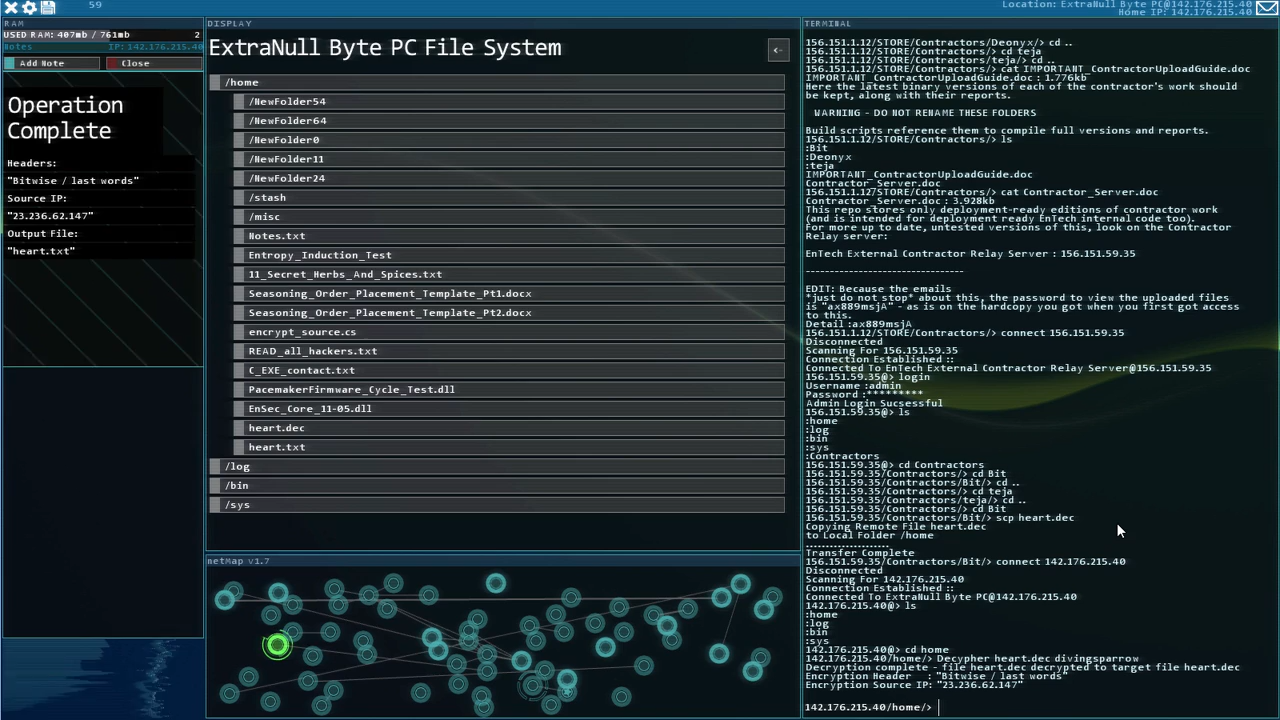 59
Location: ExtraNull Byte PC@142.176.215.40
Home IP: 142.176.215.40
RAM
USED RAM: 407mb / 761mb 2
Notes IP: 142.176.215.40
Add Note Close
Operation
Complete
Headers:
"Bitwise / last words"
Source IP:
"23.236.62.147"
Output File:
"heart.txt"
DISPLAY
ExtraNull Byte PC File System
<-
/home
/NewFolder54
/NewFolder64
/NewFolder0
/NewFolder11
/NewFolder24
/stash
/misc
Notes.txt
Entropy_Induction_Test
11_Secret_Herbs_And_Spices.txt
Seasoning_Order_Placement_Template_Pt1.docx
Seasoning_Order_Placement_Template_Pt2.docx
encrypt_source.cs
READ_all_hackers.txt
C_EXE_contact.txt
PacemakerFirmware_Cycle_Test.dll
EnSec_Core_11-05.dll
heart.dec
heart.txt
/log
/bin
/sys
netMap v1.7
TERMINAL
156.151.1.12/STORE/Contractors/Deonyx/> cd ..
156.151.1.12/STORE/Contractors/> cd teja
156.151.1.12/STORE/Contractors/teja/> cd ..
156.151.1.12/STORE/Contractors/> cat IMPORTANT_ContractorUploadGuide.doc
IMPORTANT_ContractorUploadGuide.doc : 1.776kb
Here the latest binary versions of each of the contractor's work should
be kept, along with their reports.
WARNING - DO NOT RENAME THESE FOLDERS
Build scripts reference them to compile full versions and reports.
156.151.1.12/STORE/Contractors/> ls
:Bit
:Deonyx
:teja
IMPORTANT_ContractorUploadGuide.doc
Contractor_Server.doc
156.151.1.12/STORE/Contractors/> cat Contractor_Server.doc
Contractor_Server.doc : 3.928kb
This repo stores only deployment-ready editions of contractor work
(and is intended for deployment ready EnTech internal code too).
For more up to date, untested versions of this, look on the Contractor
Relay server:
EnTech External Contractor Relay Server : 156.151.59.35
---------------------------------
EDIT: Because the emails
*just do not stop* about this, the password to view the uploaded files
is "ax889msjA" - as is on the hardcopy you got when you first got access
to this.
Detail :ax889msjA
156.151.1.12/STORE/Contractors/> connect 156.151.59.35
Disconnected
Scanning For 156.151.59.35
Connection Established ::
Connected To EnTech External Contractor Relay Server@156.151.59.35
156.151.59.35@> login
Username :admin
Password :*********
Admin Login Sucsessful
156.151.59.35@> ls
:home
:log
:bin
:sys
:Contractors
156.151.59.35@> cd Contractors
156.151.59.35/Contractors/> cd Bit
156.151.59.35/Contractors/Bit/> cd ..
156.151.59.35/Contractors/> cd teja
156.151.59.35/Contractors/teja/> cd ..
156.151.59.35/Contractors/> cd Bit
156.151.59.35/Contractors/Bit/> scp heart.dec
Copying Remote File heart.dec
to Local Folder /home
....................
Transfer Complete
156.151.59.35/Contractors/Bit/> connect 142.176.215.40
Disconnected
Scanning For 142.176.215.40
Connection Established ::
Connected To ExtraNull Byte PC@142.176.215.40
142.176.215.40@> ls
:home
:log
:bin
:sys
142.176.215.40@> cd home
142.176.215.40/home/> Decypher heart.dec divingsparrow
Decryption complete - file heart.dec decrypted to target file heart.dec
Encryption Header : "Bitwise / last words"
Encryption Source IP: "23.236.62.147"
142.176.215.40/home/>